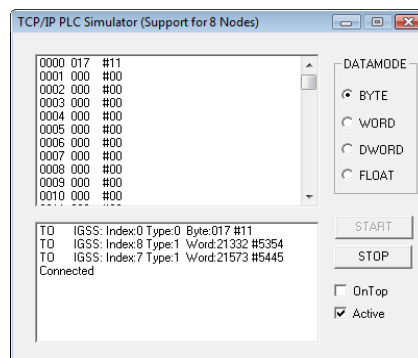 TCP/IP PLC Simulator (Support for 8 Nodes)
0000 017 #11
0001 000 #00
0002 000 #00
0003 000 #00
0004 000 #00
0005 000 #00
0006 000 #00
0007 000 #00
0008 000 #00
0009 000 #00
0010 000 #00
DATAMODE
BYTE
WORD
DWORD
FLOAT
TO IGSS: Index:0 Type:0 Byte:017 #11
TO IGSS: Index:8 Type:1 Word:21332 #5354
TO IGSS: Index:7 Type:1 Word:21573 #5445
Connected
START
STOP
OnTop
Active